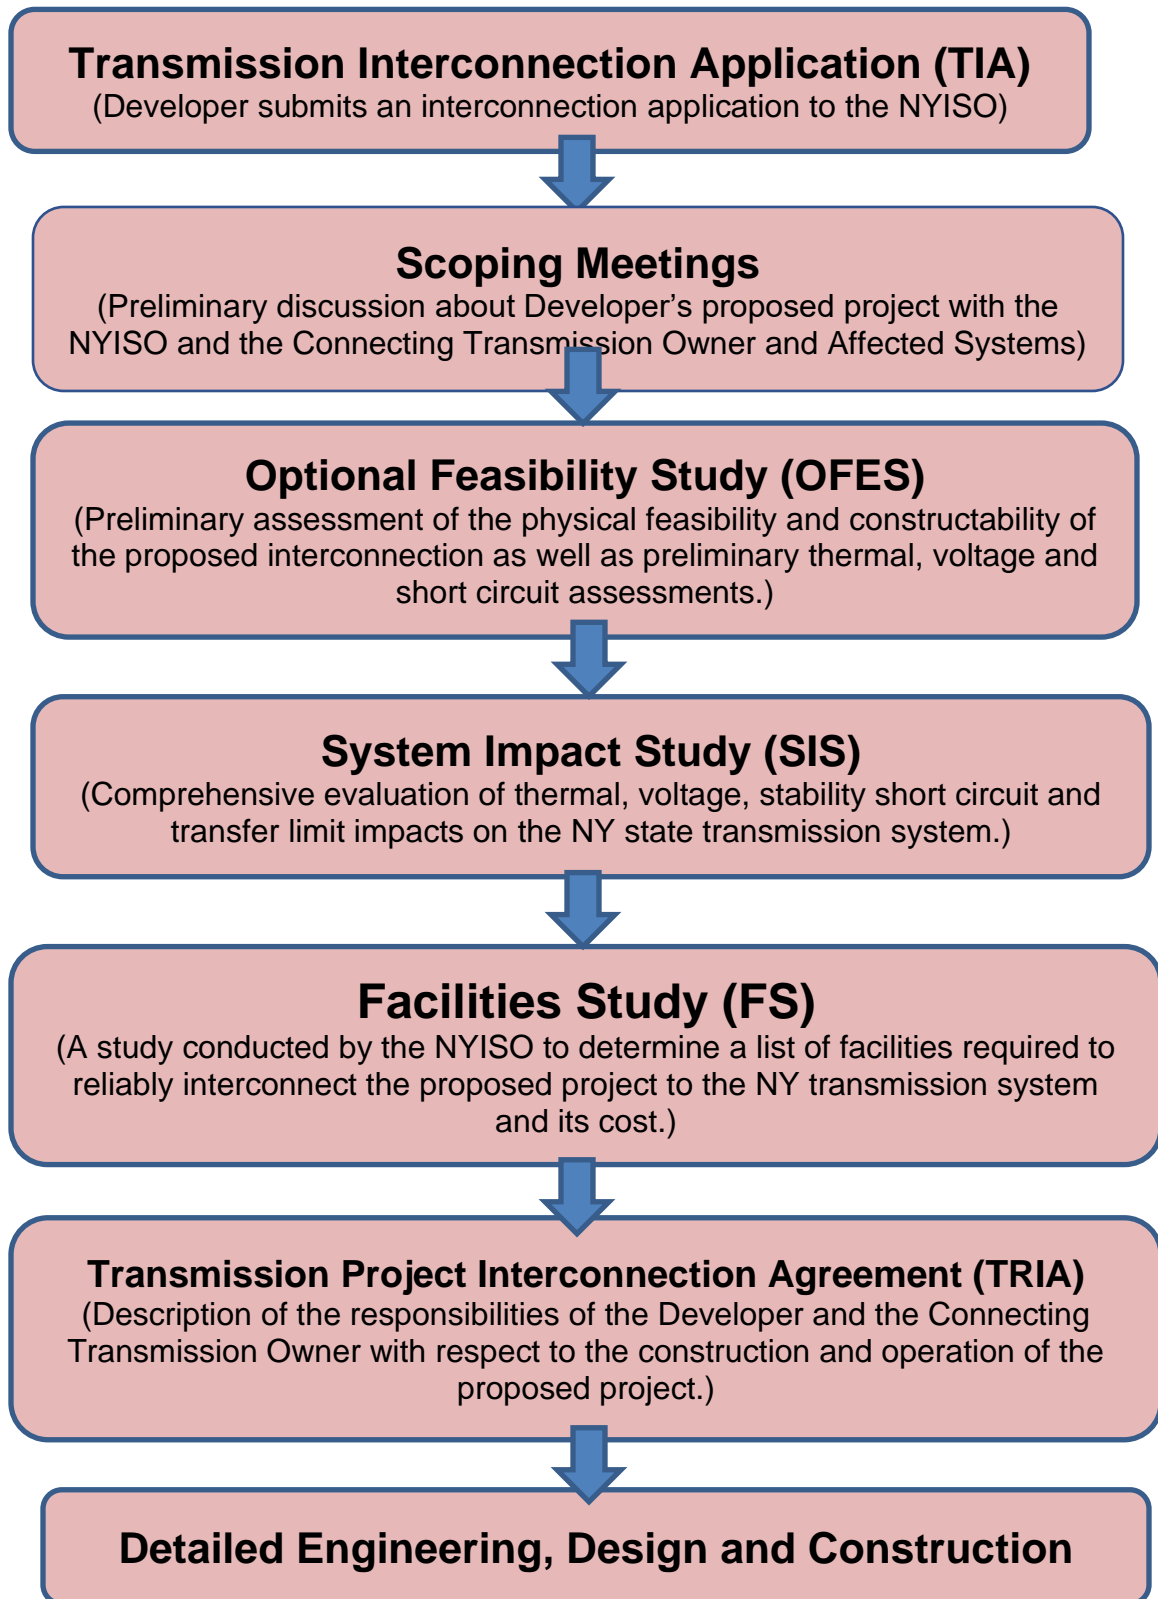 Transmission Interconnection Application (TIA)
(Developer submits an interconnection application to the NYISO)
Scoping Meetings
(Preliminary discussion about Developer’s proposed project with the
NYISO and the Connecting Transmission Owner and Affected Systems)
Optional Feasibility Study (OFES)
(Preliminary assessment of the physical feasibility and constructability of
the proposed interconnection as well as preliminary thermal, voltage and
short circuit assessments.)
System Impact Study (SIS)
(Comprehensive evaluation of thermal, voltage, stability short circuit and
transfer limit impacts on the NY state transmission system.)
Facilities Study (FS)
(A study conducted by the NYISO to determine a list of facilities required to
reliably interconnect the proposed project to the NY transmission system
and its cost.)
Transmission Project Interconnection Agreement (TRIA)
(Description of the responsibilities of the Developer and the Connecting
Transmission Owner with respect to the construction and operation of the
proposed project.)
Detailed Engineering, Design and Construction